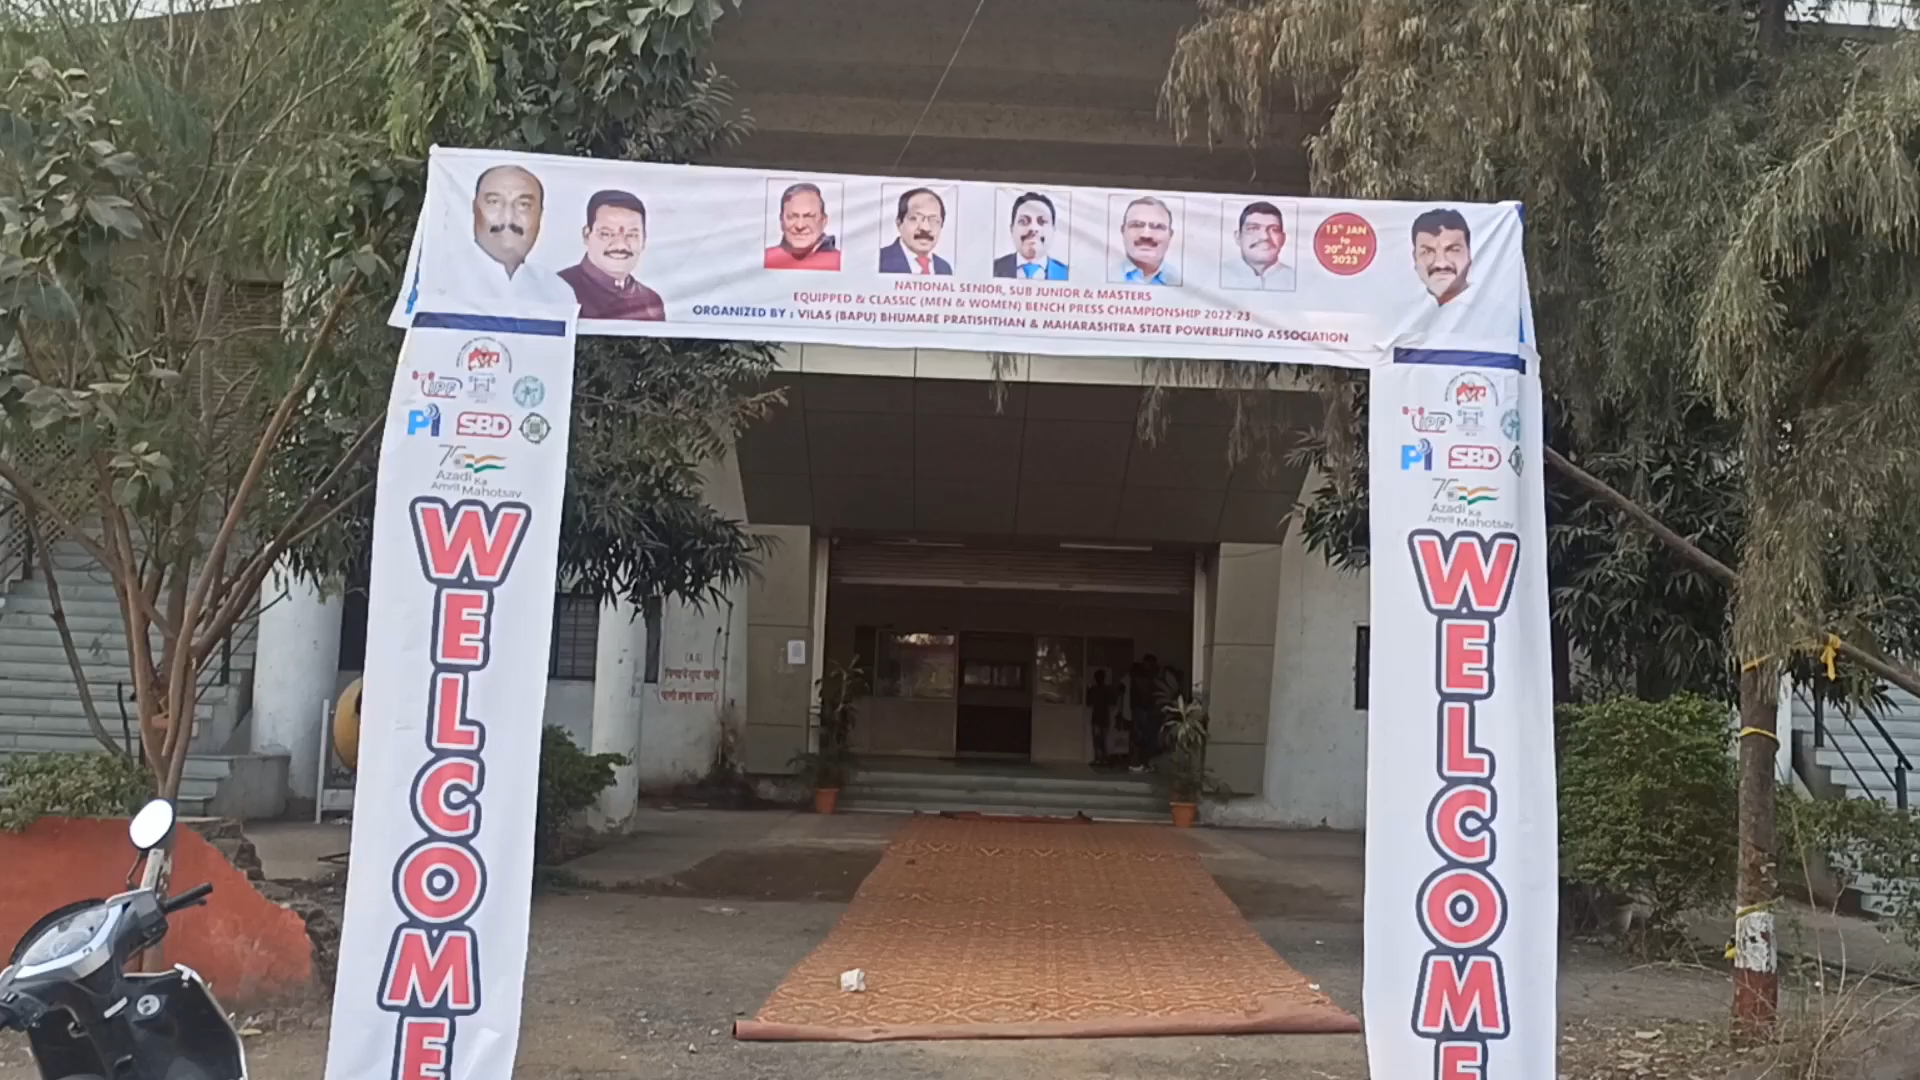 15th JAN
to
20th JAN
2023
NATIONAL SENIOR, SUB JUNIOR & MASTERS
EQUIPPED & CLASSIC (MEN & WOMEN) BENCH PRESS CHAMPIONSHIP 2022-23
ORGANIZED BY : VILAS (BAPU) BHUMARE PRATISHTHAN & MAHARASHTRA STATE POWERLIFTING ASSOCIATION
IPF
PI SBD
75
Azadi Ka
Amrit Mahotsav
WELCOME
IPF
PI SBD
75
Azadi Ka
Amrit Mahotsav
WELCOME